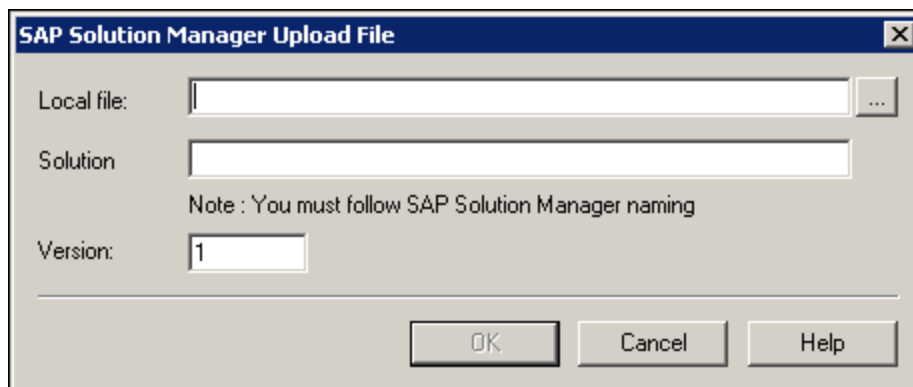 SAP Solution Manager Upload File
Local file:
...
Solution
Note : You must follow SAP Solution Manager naming
Version:
1
OK
Cancel
Help